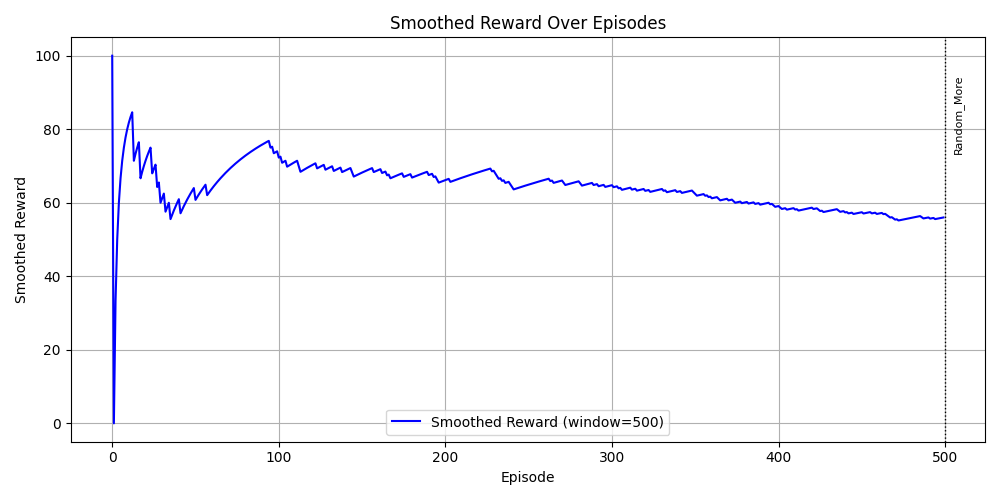 Smoothed Reward Over Episodes
Smoothed Reward
100
80
60
40
20
0
Random_More
Smoothed Reward (window=500)
0 100 200 300 400 500
Episode